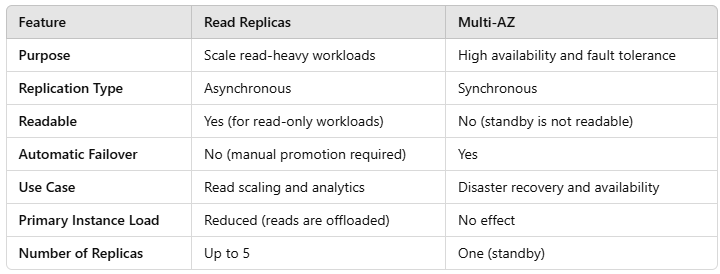 Feature Read Replicas Multi-AZ
Purpose Scale read-heavy workloads High availability and fault tolerance
Replication Type Asynchronous Synchronous
Readable Yes (for read-only workloads) No (standby is not readable)
Automatic Failover No (manual promotion required) Yes
Use Case Read scaling and analytics Disaster recovery and availability
Primary Instance Load Reduced (reads are offloaded) No effect
Number of Replicas Up to 5 One (standby)